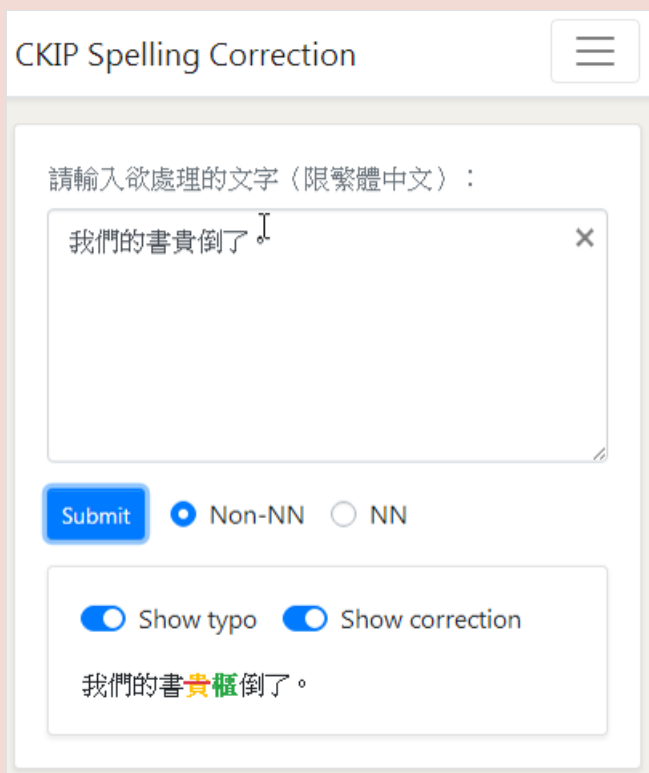 CKIP Spelling Correction
請輸入欲處理的文字（限繁體中文）：
我們的書貴倒了。
Submit Non-NN NN
Show typo Show correction
我們的書貴櫃倒了。